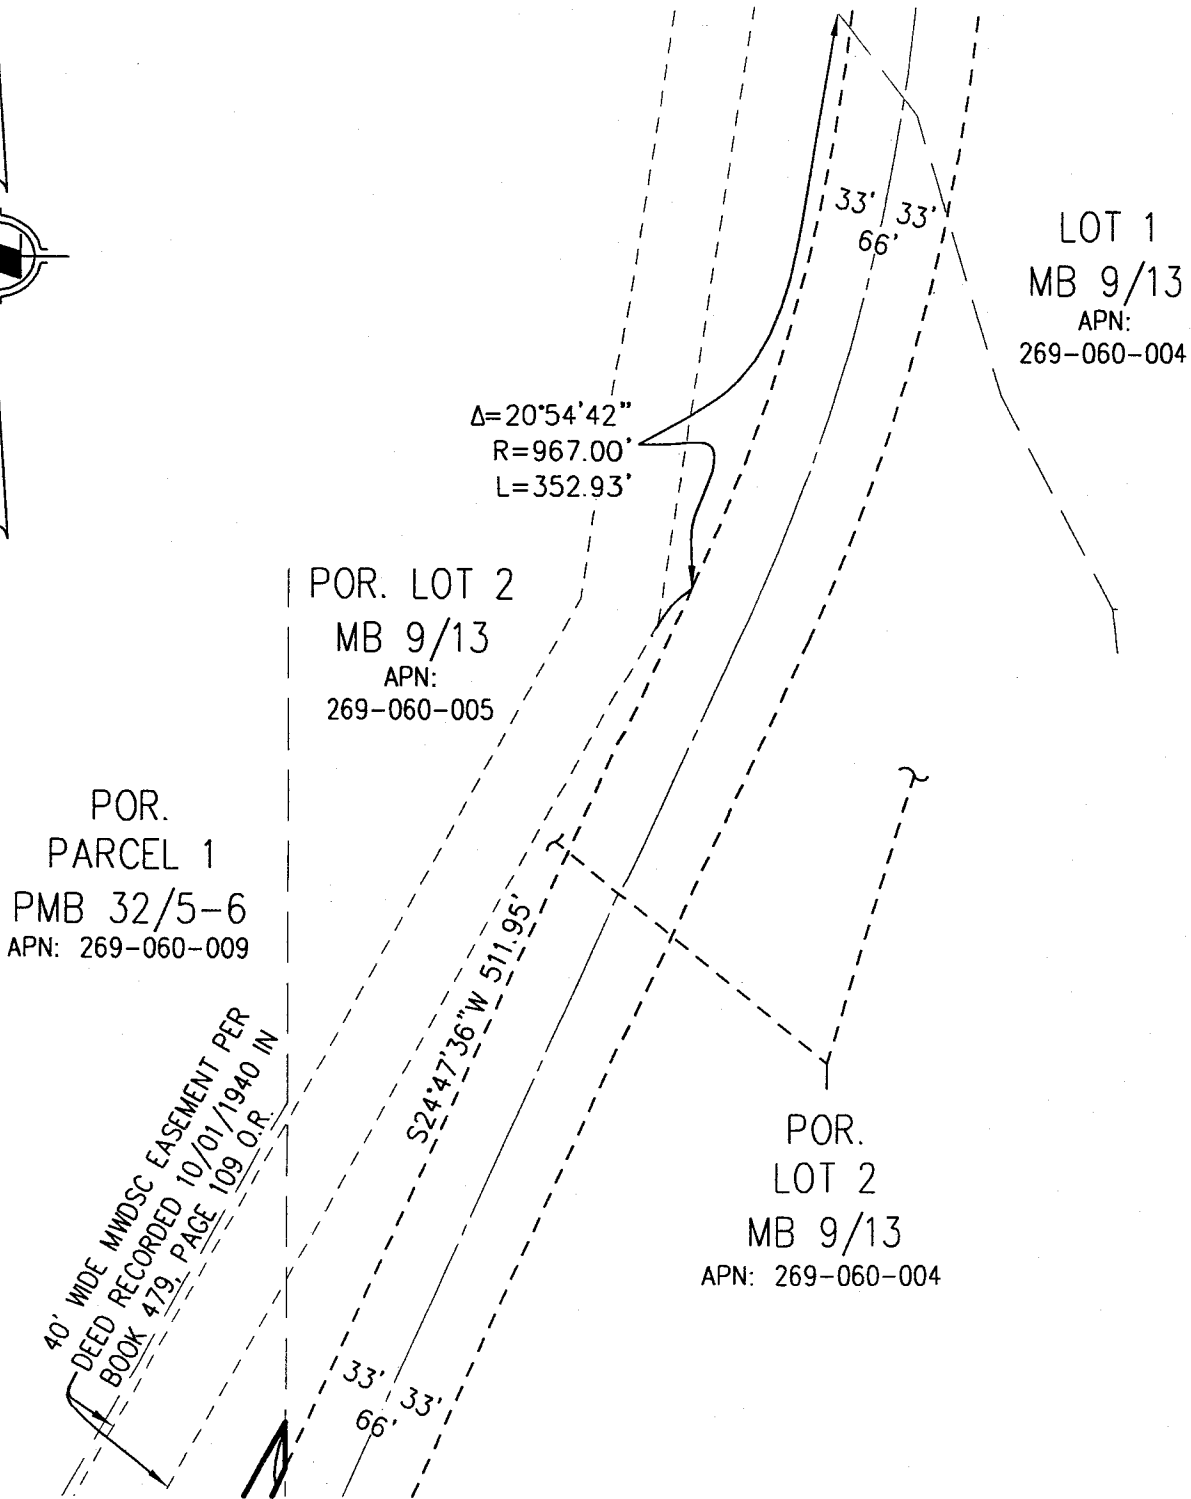 33' 33'
66'
LOT 1
MB 9/13
APN:
269-060-004
Δ=20°54'42"
R=967.00'
L=352.93'
POR. LOT 2
MB 9/13
APN:
269-060-005
POR.
PARCEL 1
PMB 32/5-6
APN: 269-060-009
S24°47'36"W 511.95'
40' WIDE MWDSC EASEMENT PER
DEED RECORDED 10/01/1940 IN
BOOK 479, PAGE 109 O.R.
POR.
LOT 2
MB 9/13
APN: 269-060-004
33' 33'
66'